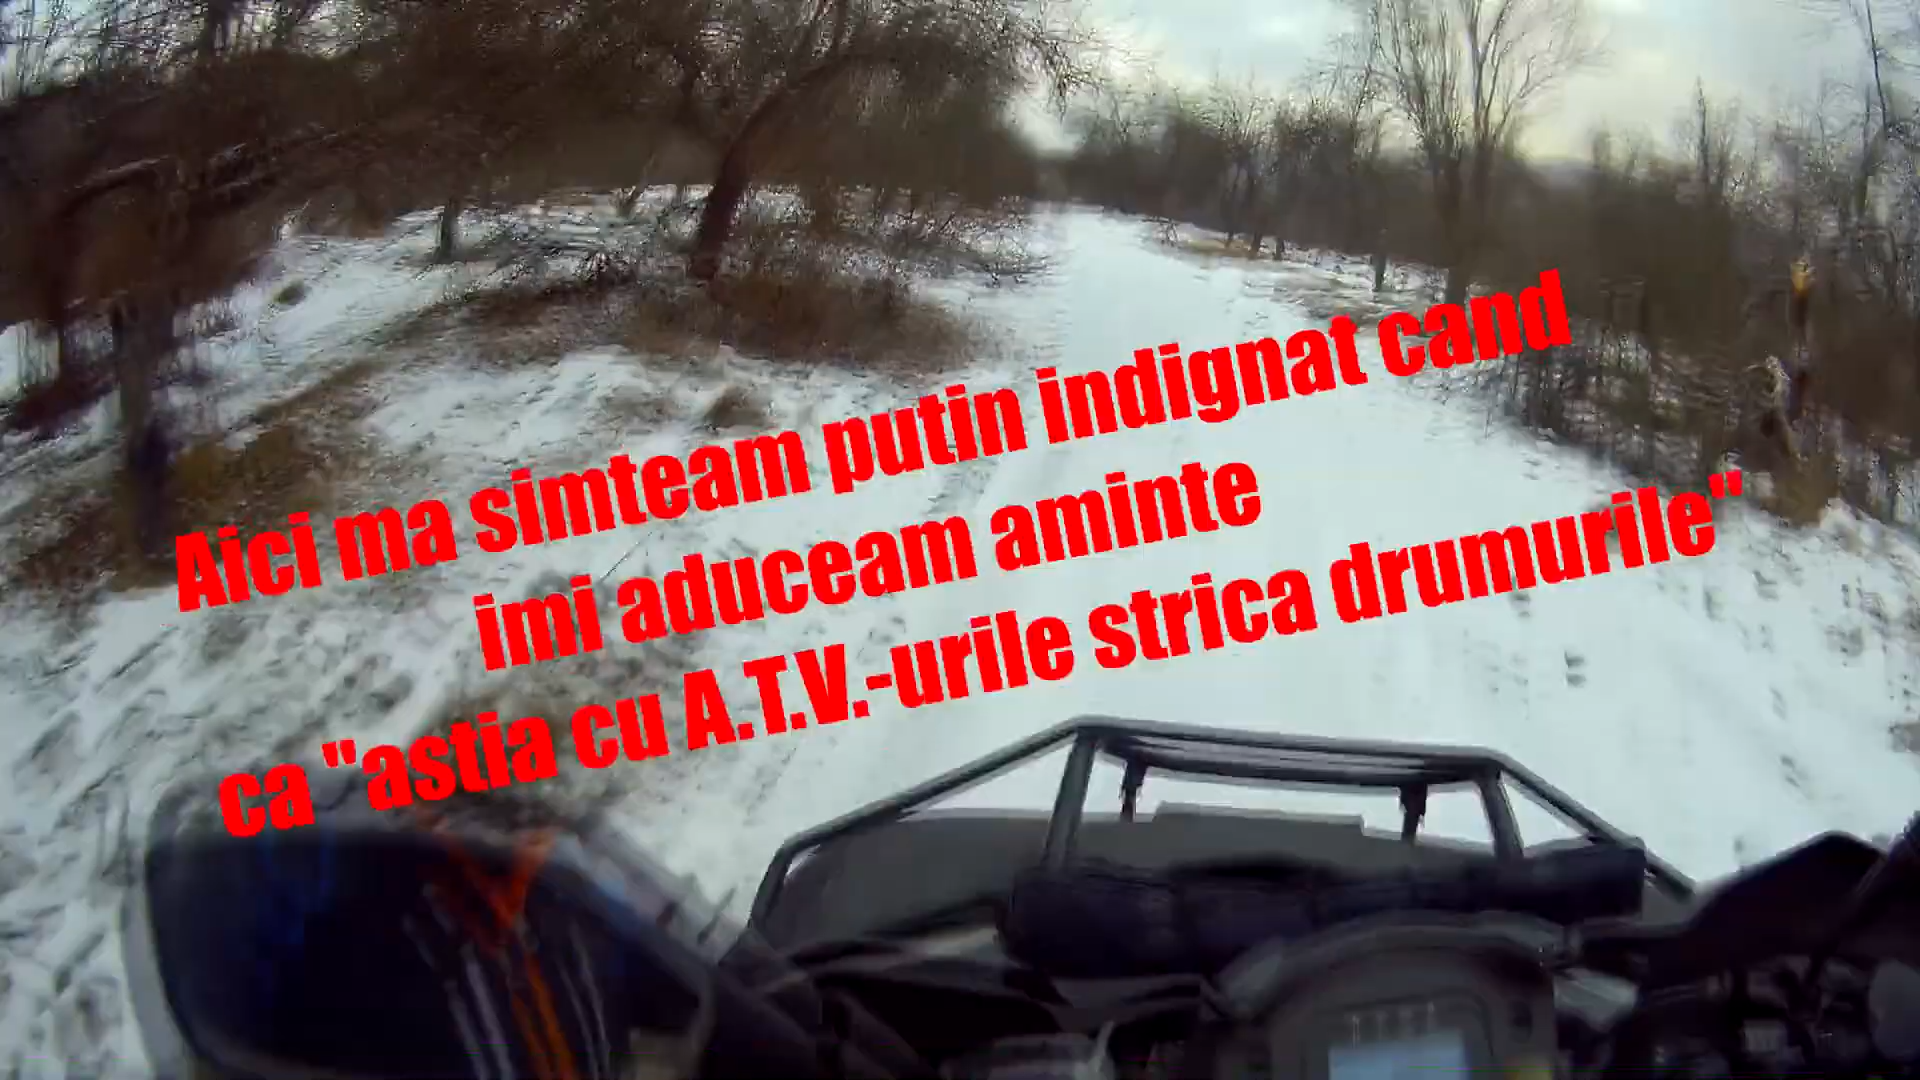 Aici ma simteam putin indignat cand
imi aduceam aminte
ca "astia cu A.T.V.-urile strica drumurile"